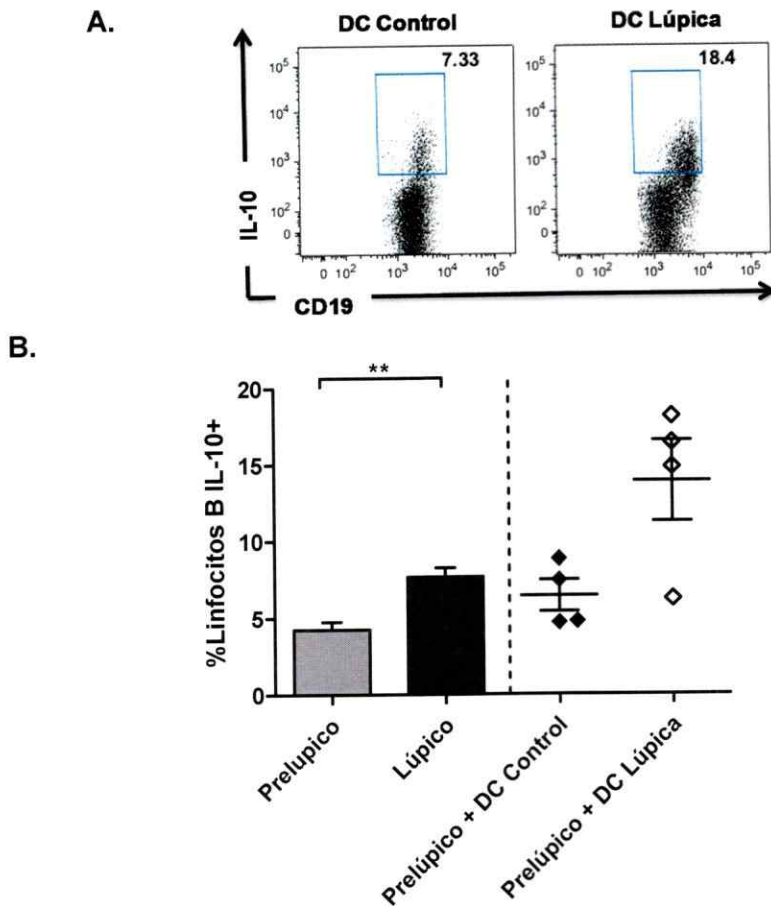 A.
DC Control
DC Lúpica
7.33
18.4
10⁵
10⁴
10³
10²
0
10⁵
10⁴
10³
10²
0
IL-10
0 10² 10³ 10⁴ 10⁵
0 10² 10³ 10⁴ 10⁵
CD19
B.
**
%Linfocitos B IL-10+
20
15
10
5
0
Prelupico
Lúpico
Prelúpico + DC Control
Prelúpico + DC Lúpica